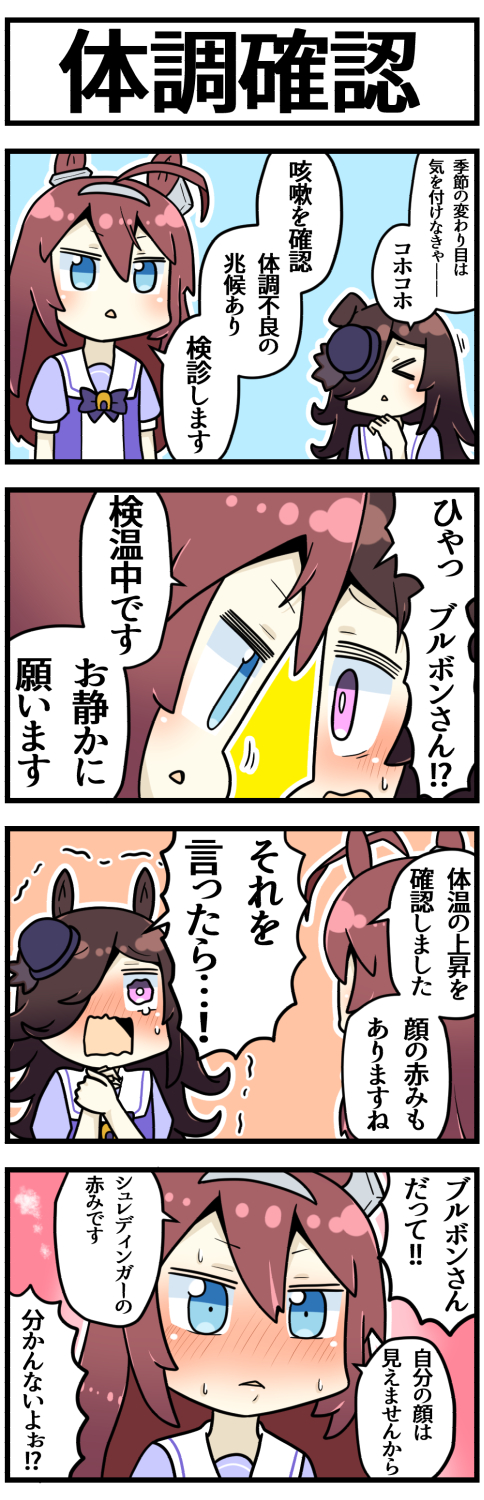 体調確認
季節の変わり目は
気を付けなきゃ――
コホコホ
咳嗽を確認
体調不良の
兆候あり
検診します
ひゃっ
ブルボンさん!?
検温中です
お静かに
願います
体温の上昇を
確認しました
顔の赤みも
ありますね
それを
言ったら…!
ブルボンさん
だって!!
自分の顔は
見えませんから
シュレディンガーの
赤みです
分かんないよぉ!?